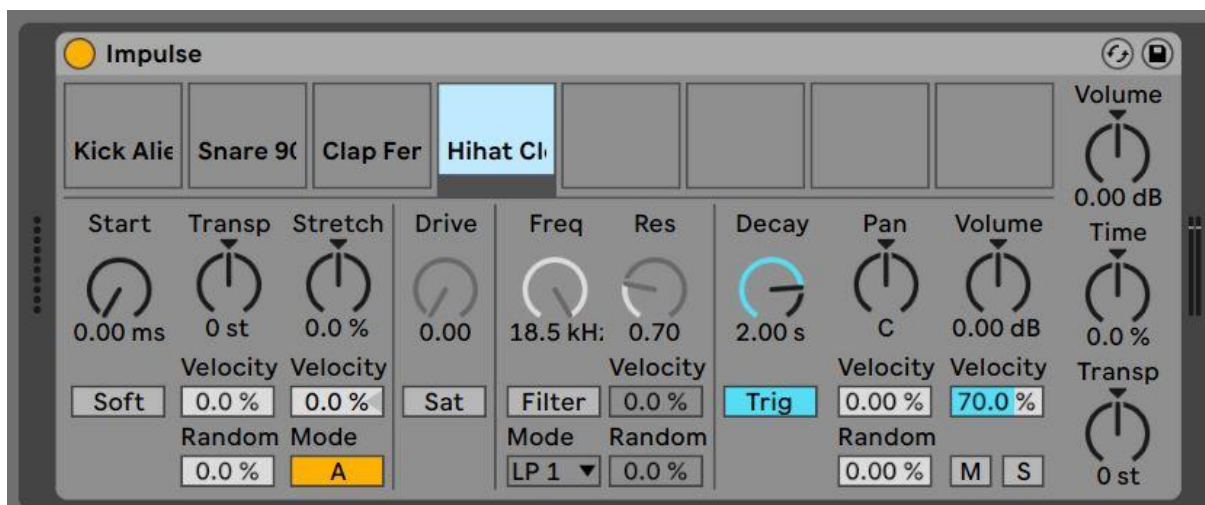 Impulse
Kick Alie
Snare 90
Clap Fer
Hihat Cl
Volume
0.00 dB
Time
0.0 %
Transp
0 st
Start
0.00 ms
Soft
Transp
0 st
Velocity
0.0 %
Random
0.0 %
Stretch
0.0 %
Velocity
0.0 %
Mode
A
Drive
0.00
Sat
Freq
18.5 kHz
Filter
Mode
LP 1
Res
0.70
Velocity
0.0 %
Random
0.0 %
Decay
2.00 s
Trig
Pan
C
Velocity
0.00 %
Random
0.00 %
Volume
0.00 dB
Velocity
70.0 %
M
S